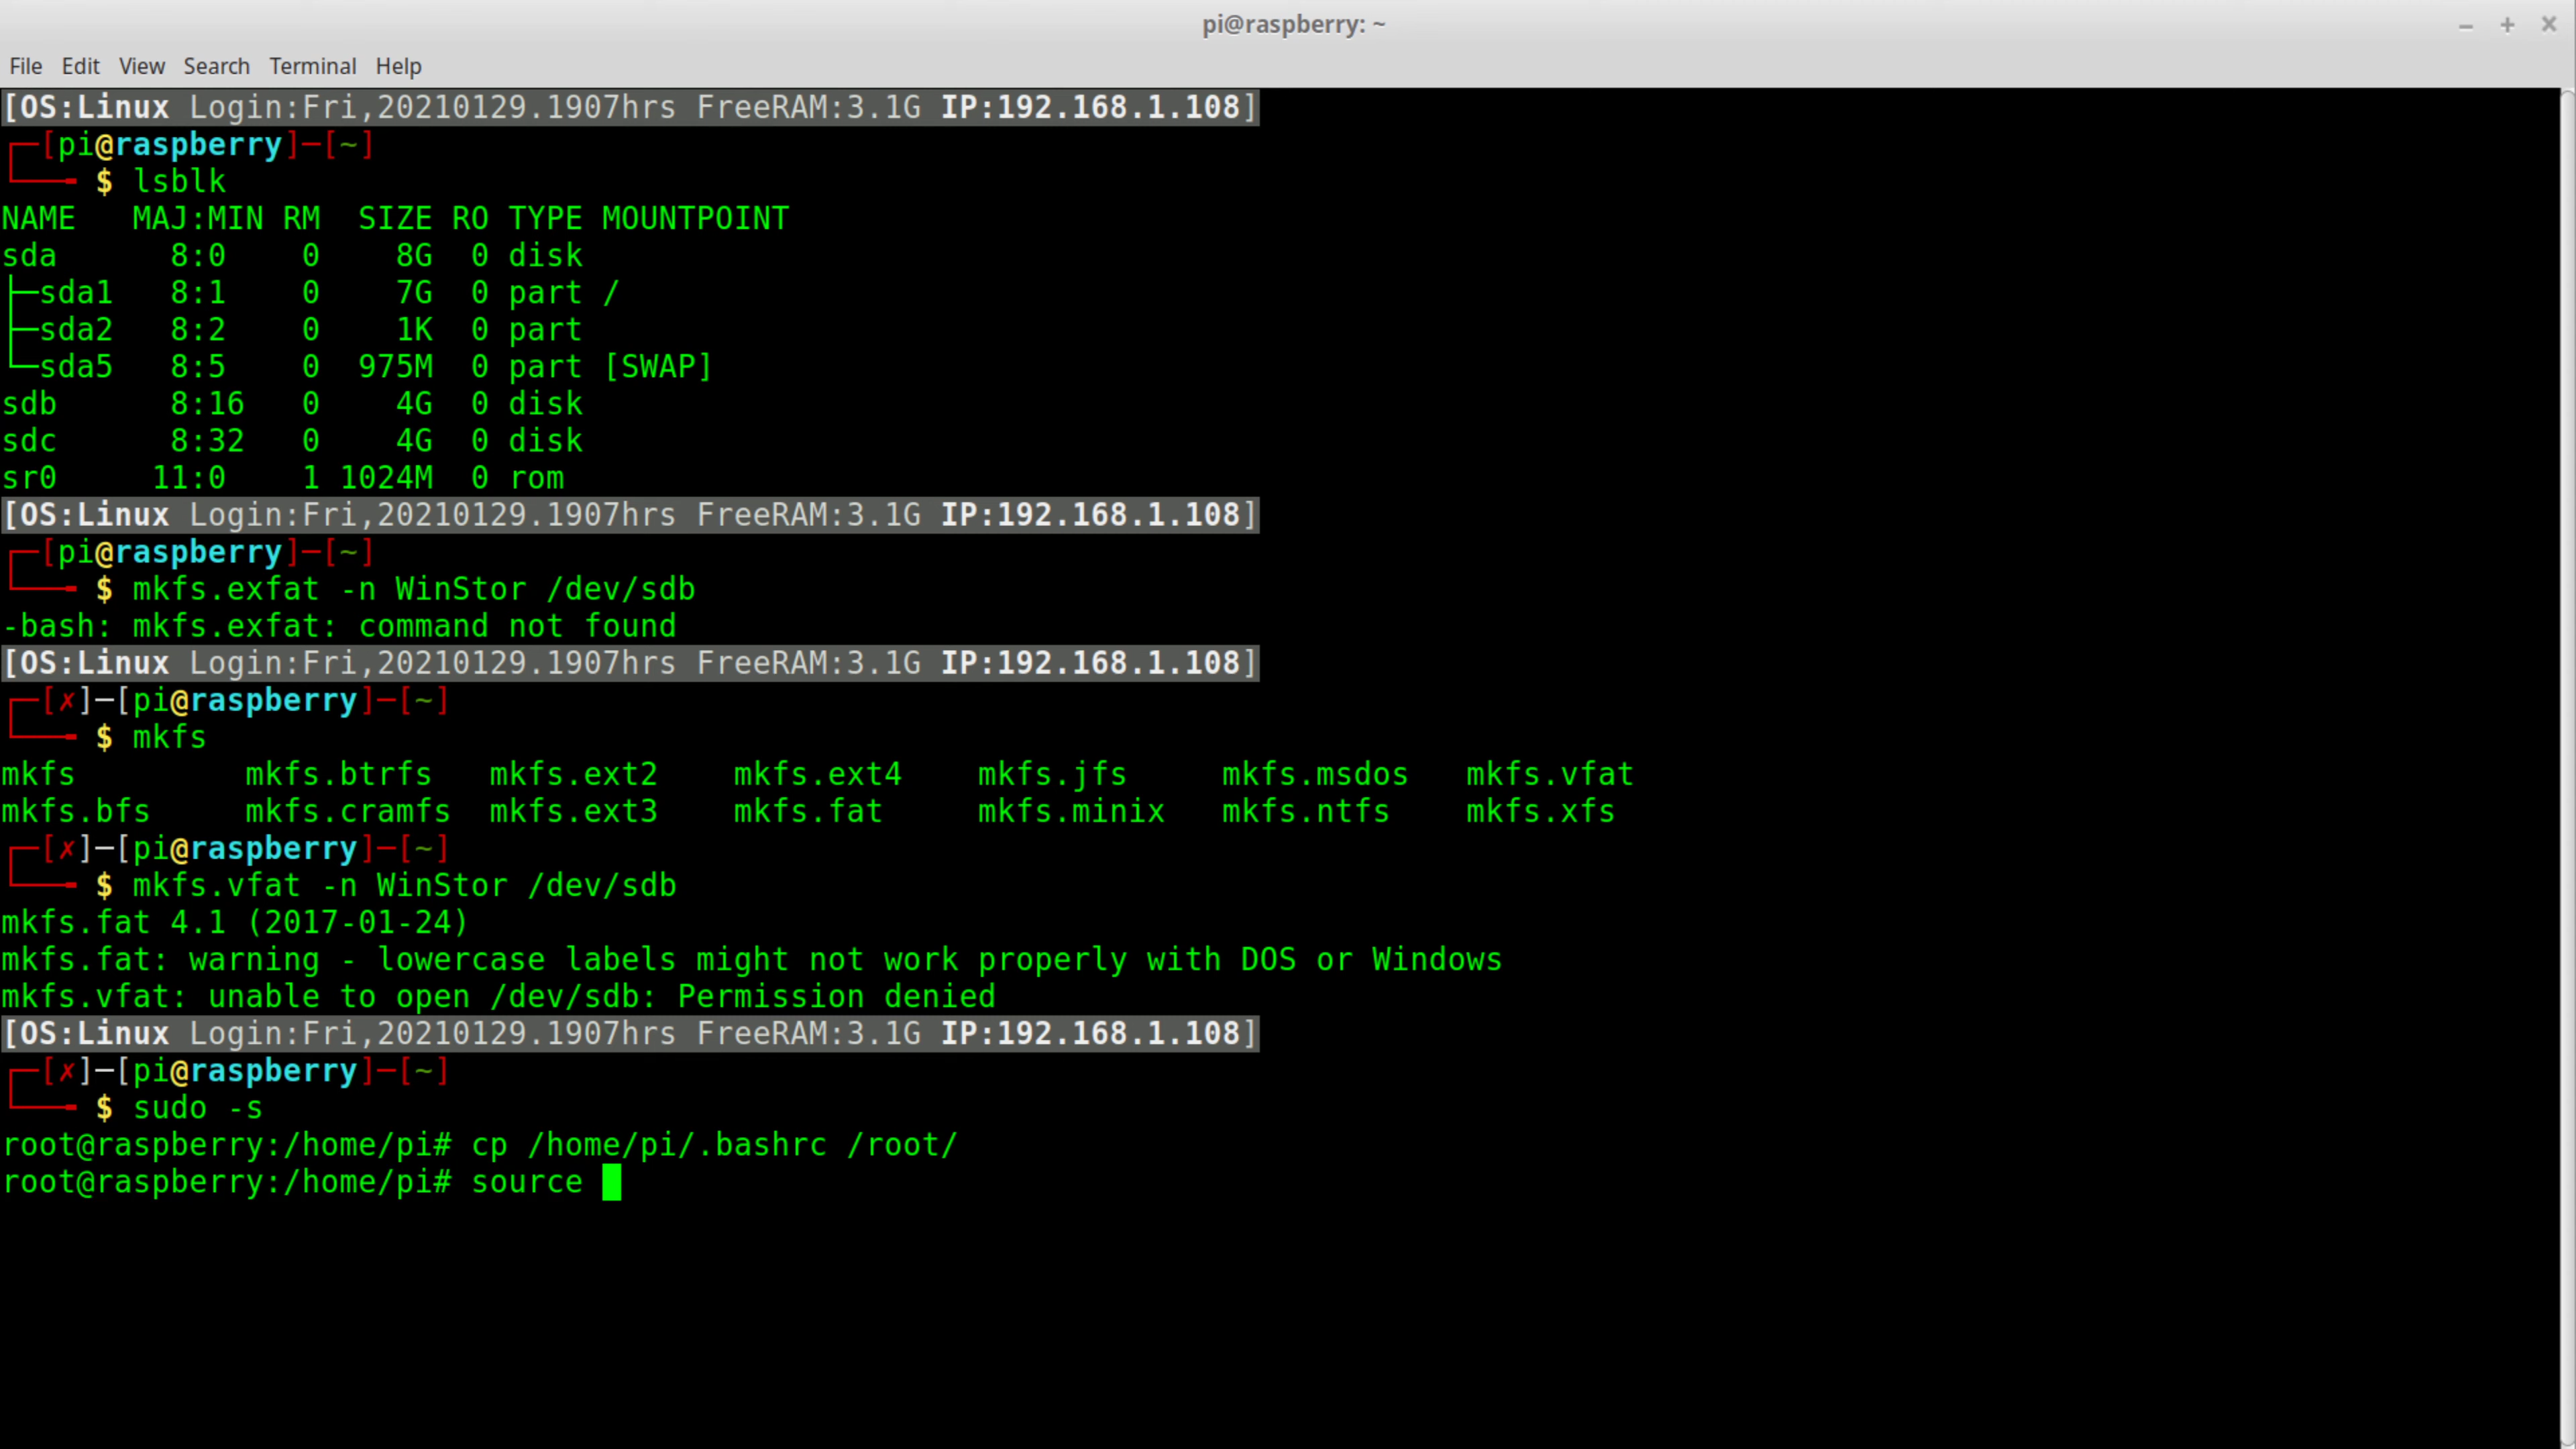 pi@raspberry: ~
File Edit View Search Terminal Help
[OS:Linux Login:Fri,20210129.1907hrs FreeRAM:3.1G IP:192.168.1.108]
┌─[pi@raspberry]─[~]
└──╼ $ lsblk
NAME   MAJ:MIN RM  SIZE RO TYPE MOUNTPOINT
sda      8:0    0    8G  0 disk
├─sda1   8:1    0    7G  0 part /
├─sda2   8:2    0    1K  0 part
└─sda5   8:5    0  975M  0 part [SWAP]
sdb      8:16   0    4G  0 disk
sdc      8:32   0    4G  0 disk
sr0     11:0    1 1024M  0 rom
[OS:Linux Login:Fri,20210129.1907hrs FreeRAM:3.1G IP:192.168.1.108]
┌─[pi@raspberry]─[~]
└──╼ $ mkfs.exfat -n WinStor /dev/sdb
-bash: mkfs.exfat: command not found
[OS:Linux Login:Fri,20210129.1907hrs FreeRAM:3.1G IP:192.168.1.108]
┌─[✗]─[pi@raspberry]─[~]
└──╼ $ mkfs
mkfs         mkfs.btrfs   mkfs.ext2    mkfs.ext4    mkfs.jfs     mkfs.msdos   mkfs.vfat
mkfs.bfs     mkfs.cramfs  mkfs.ext3    mkfs.fat     mkfs.minix   mkfs.ntfs    mkfs.xfs
┌─[✗]─[pi@raspberry]─[~]
└──╼ $ mkfs.vfat -n WinStor /dev/sdb
mkfs.fat 4.1 (2017-01-24)
mkfs.fat: warning - lowercase labels might not work properly with DOS or Windows
mkfs.vfat: unable to open /dev/sdb: Permission denied
[OS:Linux Login:Fri,20210129.1907hrs FreeRAM:3.1G IP:192.168.1.108]
┌─[✗]─[pi@raspberry]─[~]
└──╼ $ sudo -s
root@raspberry:/home/pi# cp /home/pi/.bashrc /root/
root@raspberry:/home/pi# source